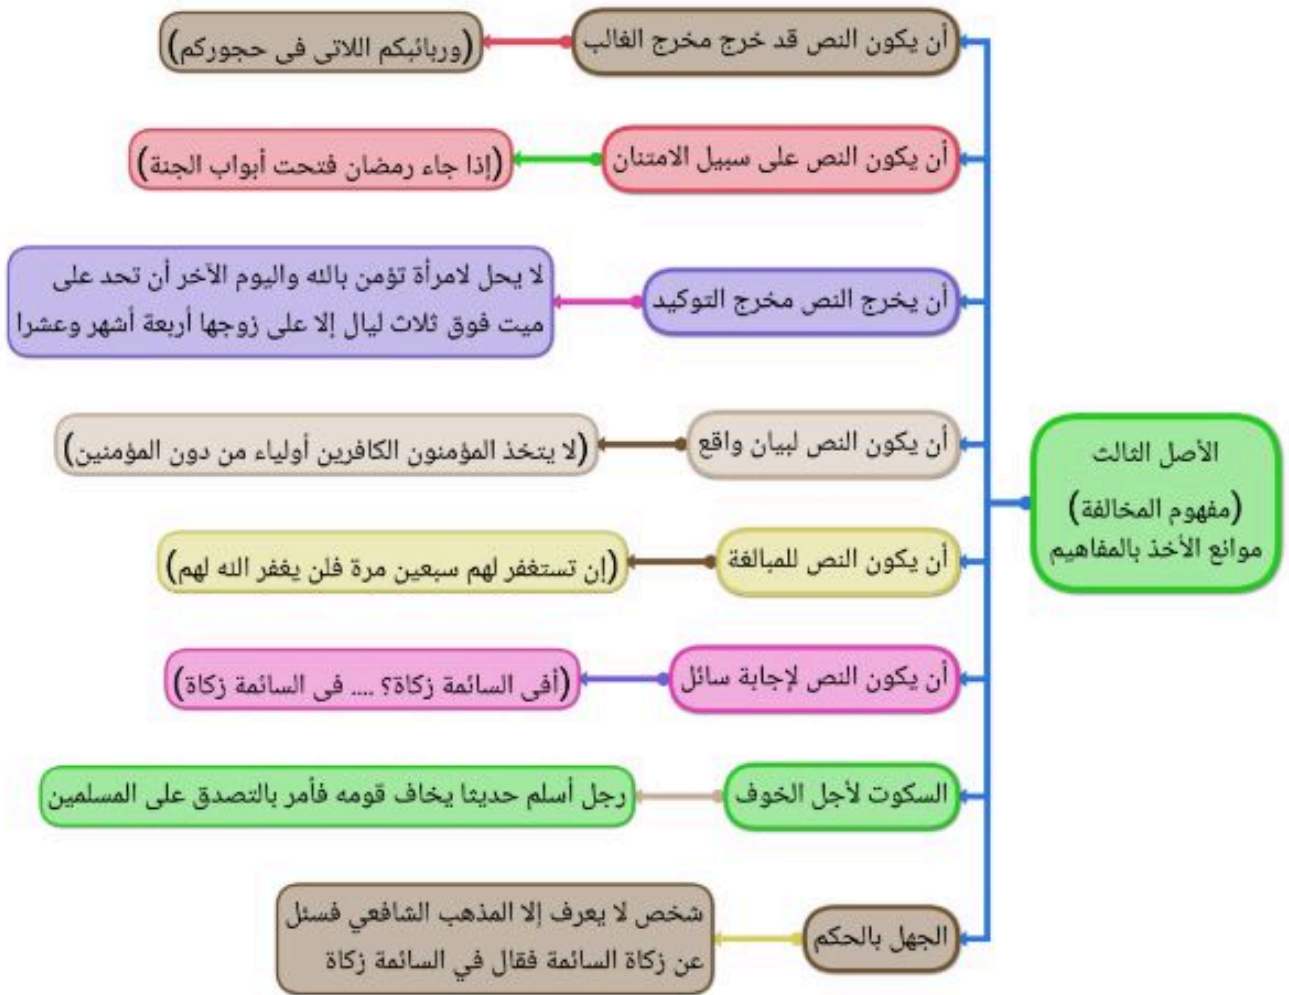 الأصل الثالث
(مفهوم المخالفة)
موانع الأخذ بالمفاهيم
أن يكون النص قد خرج مخرج الغالب
(وربائبكم اللاتى فى حجوركم)
أن يكون النص على سبيل الامتنان
(إذا جاء رمضان فتحت أبواب الجنة)
أن يخرج النص مخرج التوكيد
لا يحل لامرأة تؤمن بالله واليوم الآخر أن تحد على
ميت فوق ثلاث ليال إلا على زوجها أربعة أشهر وعشرا
أن يكون النص لبيان واقع
(لا يتخذ المؤمنون الكافرين أولياء من دون المؤمنين)
أن يكون النص للمبالغة
(إن تستغفر لهم سبعين مرة فلن يغفر الله لهم)
أن يكون النص لإجابة سائل
(أفى السائمة زكاة؟ .... فى السائمة زكاة)
السكوت لأجل الخوف
رجل أسلم حديثا يخاف قومه فأمر بالتصدق على المسلمين
الجهل بالحكم
شخص لا يعرف إلا المذهب الشافعي فسئل
عن زكاة السائمة فقال في السائمة زكاة